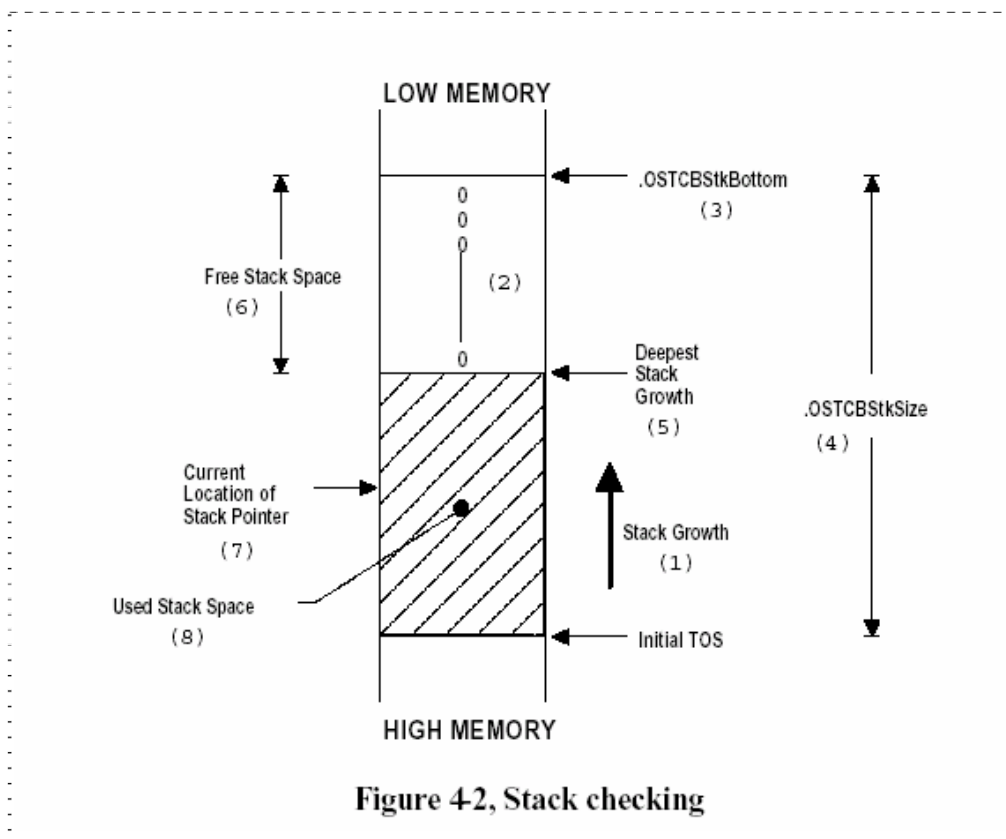 LOW MEMORY
.OSTCBStkBottom
(3)
0
0
0
(2)
Free Stack Space
(6)
0
Deepest
Stack
Growth
(5)
.OSTCBStkSize
(4)
Current
Location of
Stack Pointer
(7)
Stack Growth
(1)
Used Stack Space
(8)
Initial TOS
HIGH MEMORY
Figure 4-2, Stack checking